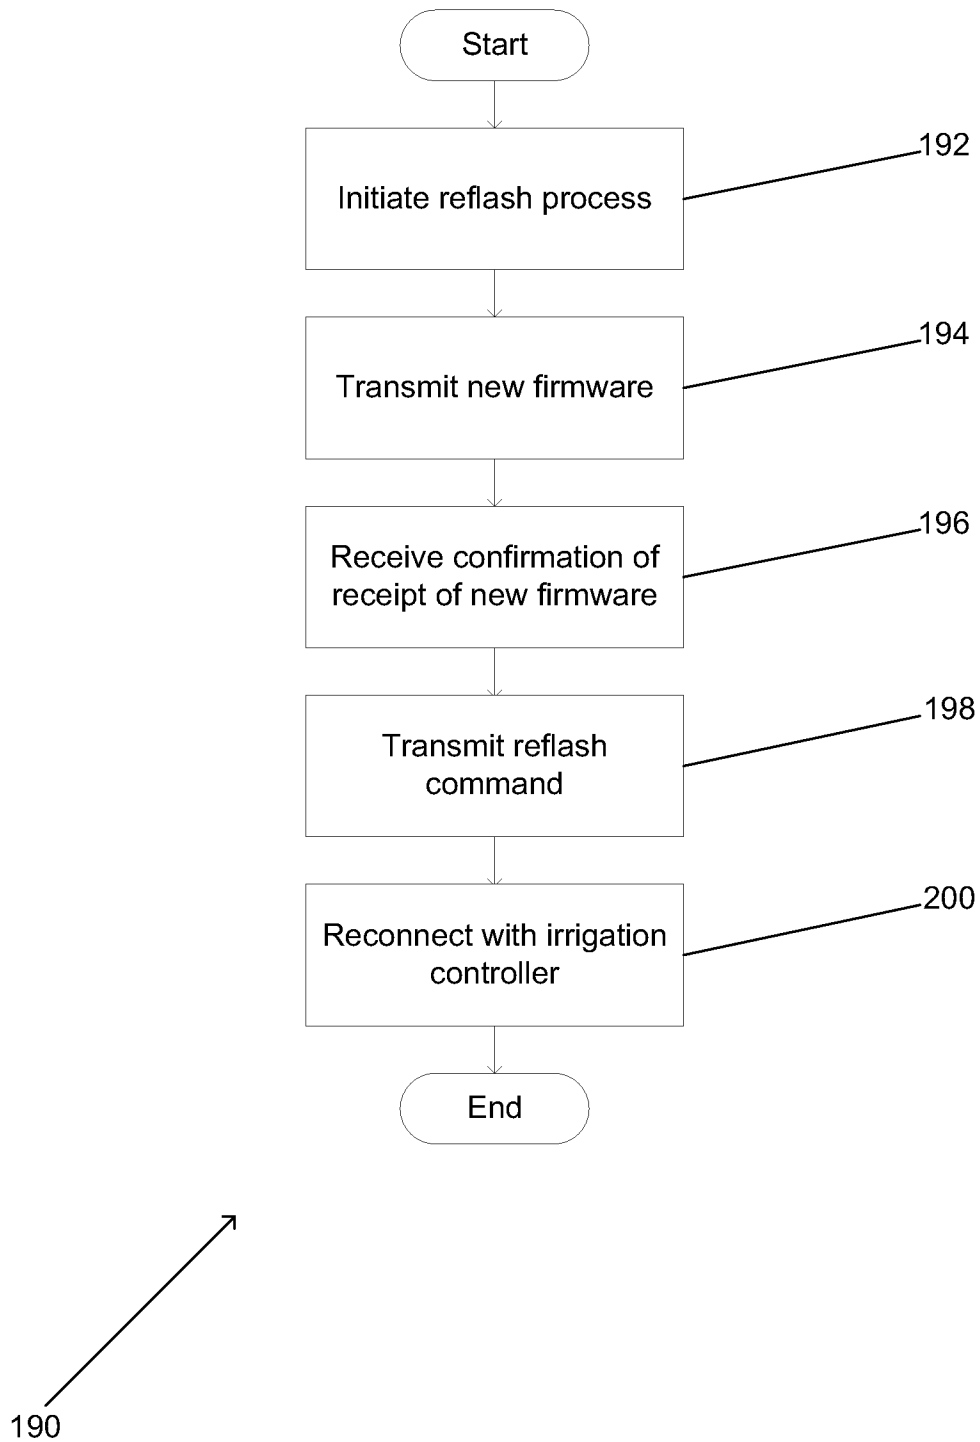 Start
192
Initiate reflash process
194
Transmit new firmware
196
Receive confirmation of
receipt of new firmware
198
Transmit reflash
command
200
Reconnect with irrigation
controller
End
190